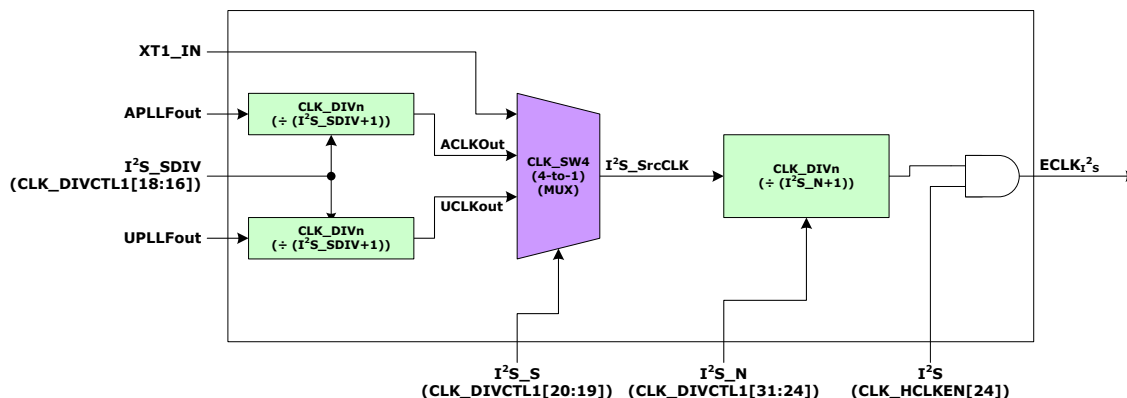 XT1_IN
APLLFout
I²S_SDIV
(CLK_DIVCTL1[18:16])
UPLLFout
CLK_DIVn
(÷ (I²S_SDIV+1))
CLK_DIVn
(÷ (I²S_SDIV+1))
ACLKOut
UCLKout
CLK_SW4
(4-to-1)
(MUX)
I²S_SrcCLK
CLK_DIVn
(÷ (I²S_N+1))
ECLKI²S
I²S_S
(CLK_DIVCTL1[20:19])
I²S_N
(CLK_DIVCTL1[31:24])
I²S
(CLK_HCLKEN[24])